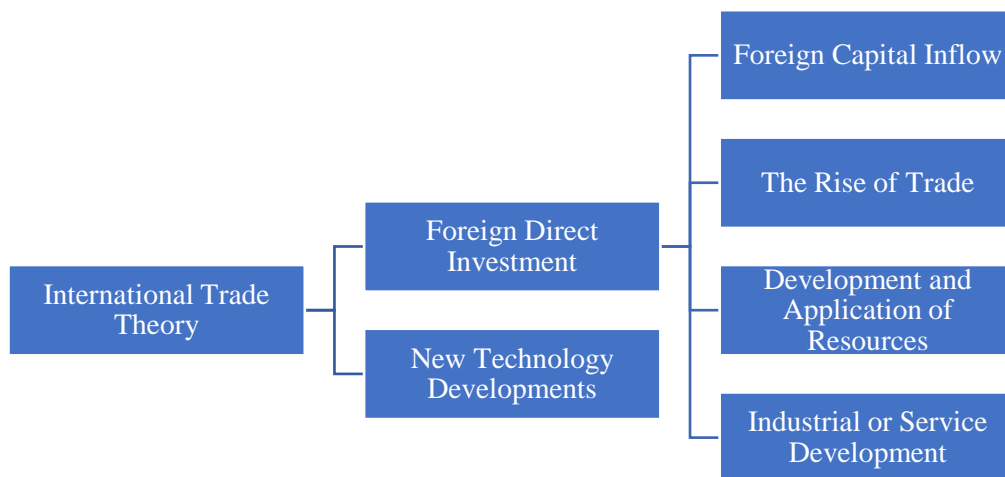 International Trade
Theory
Foreign Direct
Investment
New Technology
Developments
Foreign Capital Inflow
The Rise of Trade
Development and
Application of
Resources
Industrial or Service
Development